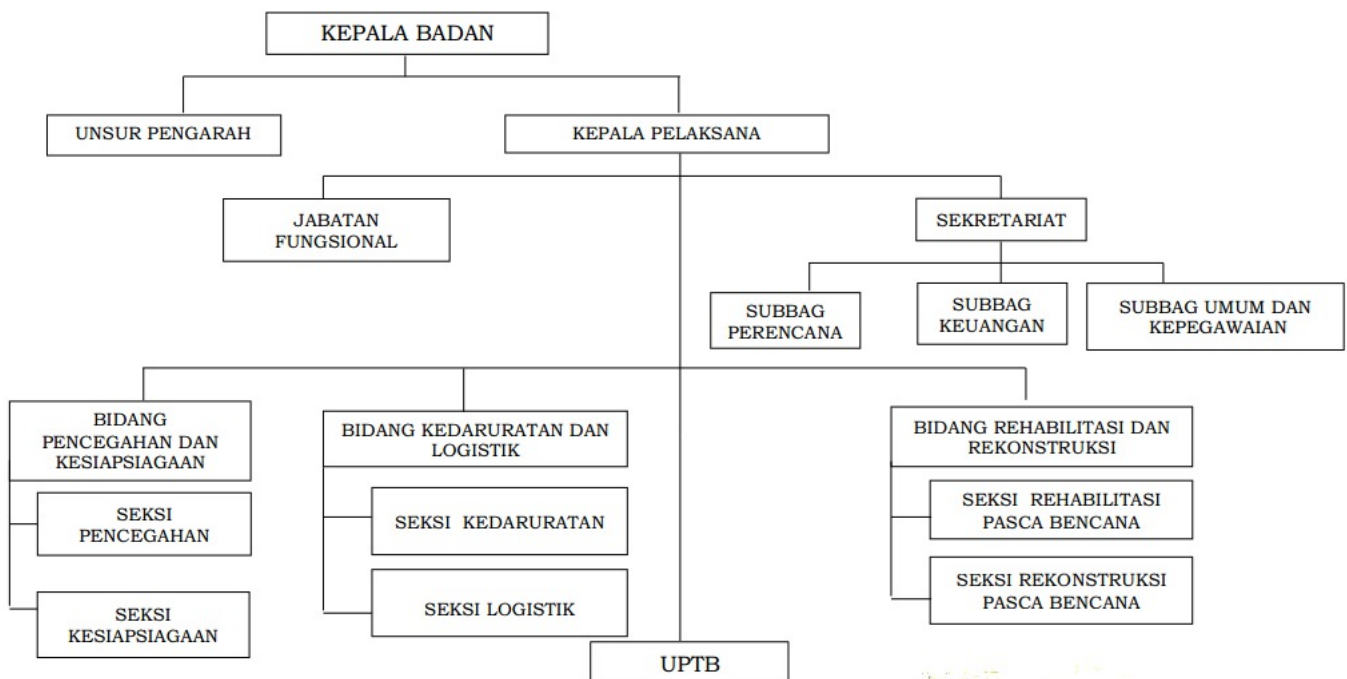 KEPALA BADAN
UNSUR PENGARAH
KEPALA PELAKSANA
JABATAN
FUNGSIONAL
SEKRETARIAT
SUBBAG
PERENCANA
SUBBAG
KEUANGAN
SUBBAG UMUM DAN
KEPEGAWAIAN
BIDANG
PENCEGAHAN DAN
KESIAPSIAGAAN
SEKSI
PENCEGAHAN
SEKSI
KESIAPSIAGAAN
BIDANG KEDARURATAN DAN
LOGISTIK
SEKSI KEDARURATAN
SEKSI LOGISTIK
BIDANG REHABILITASI DAN
REKONSTRUKSI
SEKSI REHABILITASI
PASCA BENCANA
SEKSI REKONSTRUKSI
PASCA BENCANA
UPTB